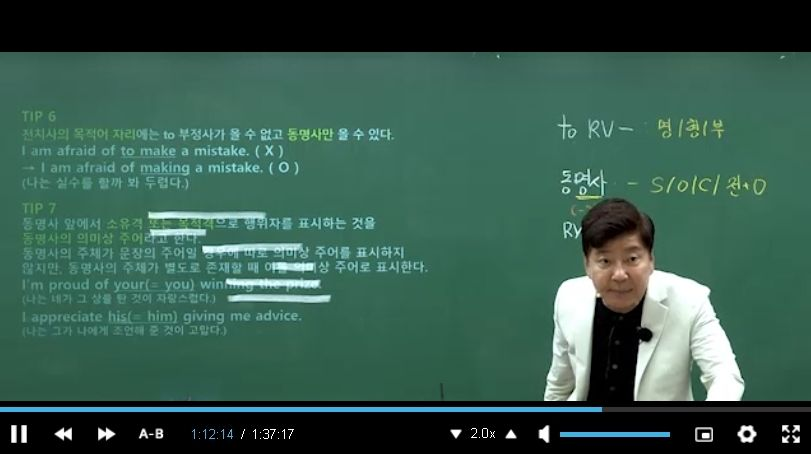 TIP 6
전치사의 목적어 자리에는 to 부정사가 올 수 없고 동명사만 올 수 있다.
I am afraid of to make a mistake. ( X )
→ I am afraid of making a mistake. ( O )
(나는 실수를 할까 봐 두렵다.)
TIP 7
동명사 앞에서 소유격 또는 목적격으로 행위자를 표시하는 것을
동명사의 의미상 주어라고 한다
동명사의 주체가 문장의 주어일 경우에 따로 의미상 주어를 표시하지
않지만, 동명사의 주체가 별도로 존재할 때 의미상 주어로 표시한다.
I'm proud of your(= you) winning the prize.
(나는 네가 그 상을 탄 것이 자랑스럽다.)
I appreciate his(= him) giving me advice.
(나는 그가 나에게 조언해 준 것이 고맙다.)
to RV - : 명/형/부
동명사 - S/O/C/전+O
A-B
1:12:14 / 1:37:17
2.0x